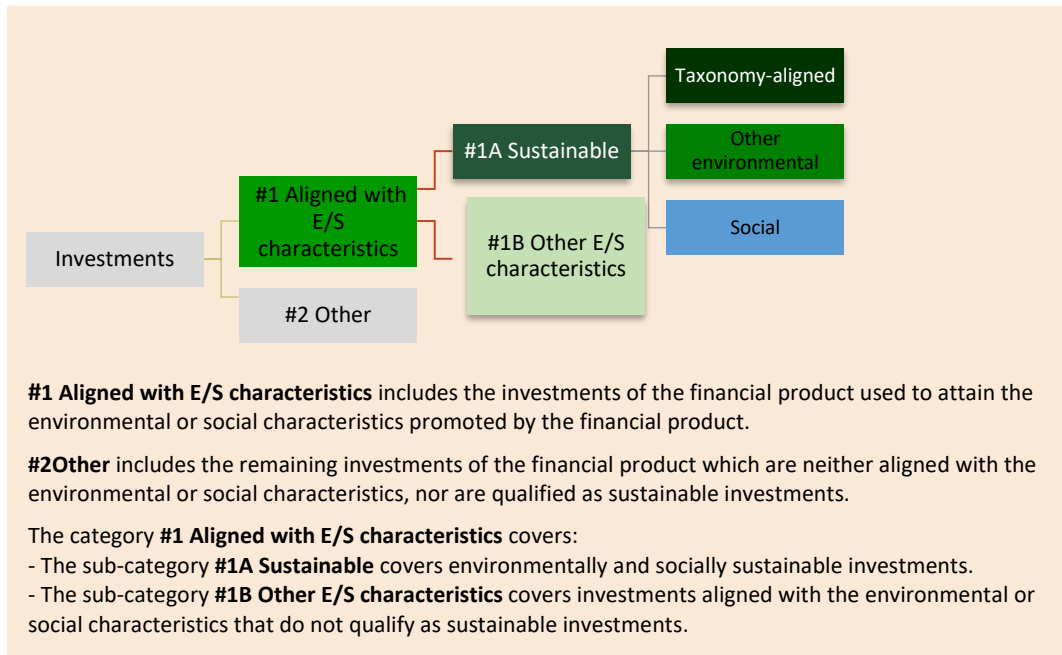 Taxonomy-aligned
#1A Sustainable
Other
environmental
#1 Aligned with
E/S
characteristics
Social
#1B Other E/S
characteristics
Investments
#2 Other
#1 Aligned with E/S characteristics includes the investments of the financial product used to attain the
environmental or social characteristics promoted by the financial product.
#2Other includes the remaining investments of the financial product which are neither aligned with the
environmental or social characteristics, nor are qualified as sustainable investments.
The category #1 Aligned with E/S characteristics covers:
- The sub-category #1A Sustainable covers environmentally and socially sustainable investments.
- The sub-category #1B Other E/S characteristics covers investments aligned with the environmental or
social characteristics that do not qualify as sustainable investments.